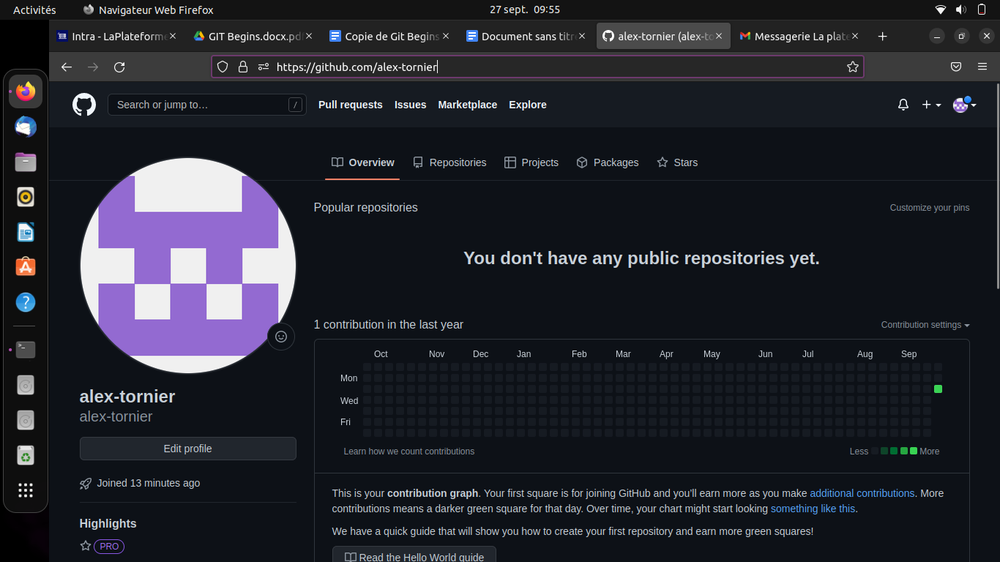 Activités
Navigateur Web Firefox
27 sept. 09:55
Intra - LaPlateforme
GIT Begins.docx.pdf
Copie de Git Begins
Document sans titre
alex-tornier (alex-to
Messagerie La plate
https://github.com/alex-tornier
Search or jump to…
/
Pull requests
Issues
Marketplace
Explore
Overview
Repositories
Projects
Packages
Stars
Popular repositories
Customize your pins
You don't have any public repositories yet.
1 contribution in the last year
Contribution settings
Oct Nov Dec Jan Feb Mar Apr May Jun Jul Aug Sep
Mon
Wed
Fri
Learn how we count contributions
Less
More
alex-tornier
alex-tornier
Edit profile
Joined 13 minutes ago
Highlights
PRO
This is your contribution graph. Your first square is for joining GitHub and you’ll earn more as you make additional contributions. More
contributions means a darker green square for that day. Over time, your chart might start looking something like this.
We have a quick guide that will show you how to create your first repository and earn more green squares!
Read the Hello World guide